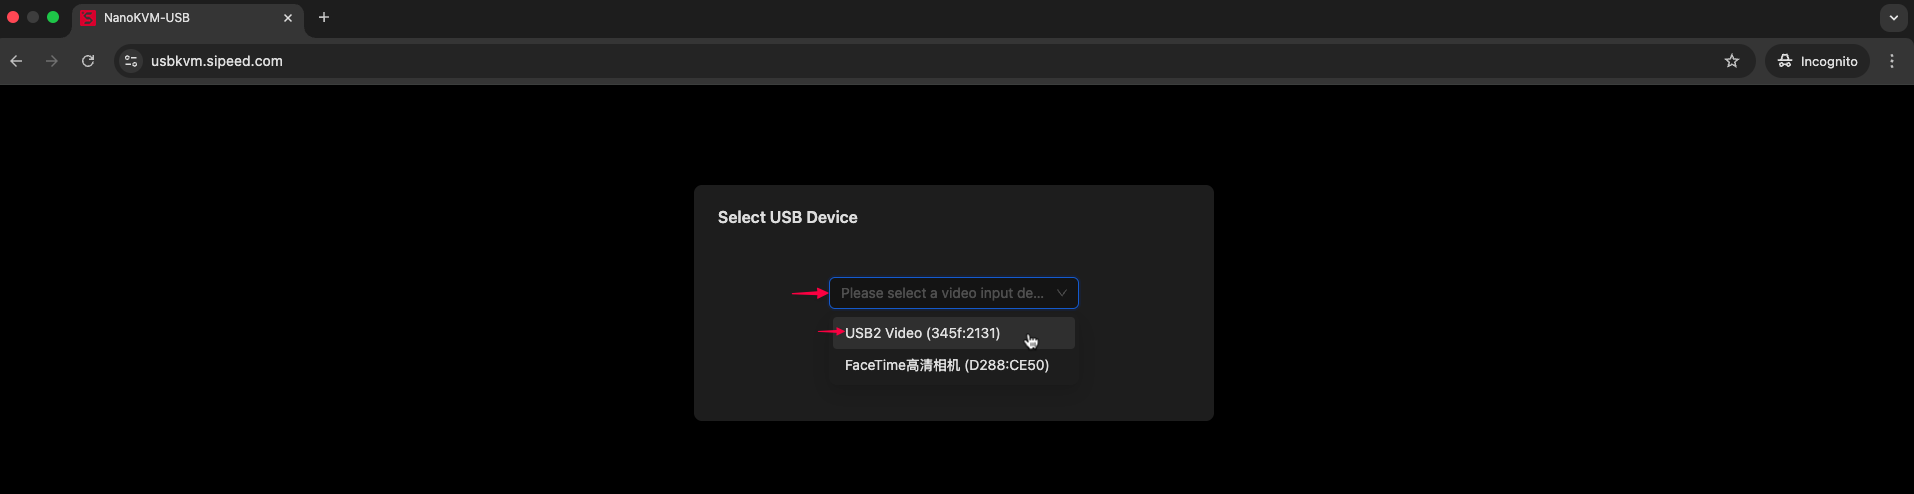 NanoKVM-USB
usbkvm.sipeed.com
Incognito
Select USB Device
Please select a video input de...
USB2 Video (345f:2131)
FaceTime高清相机 (D288:CE50)